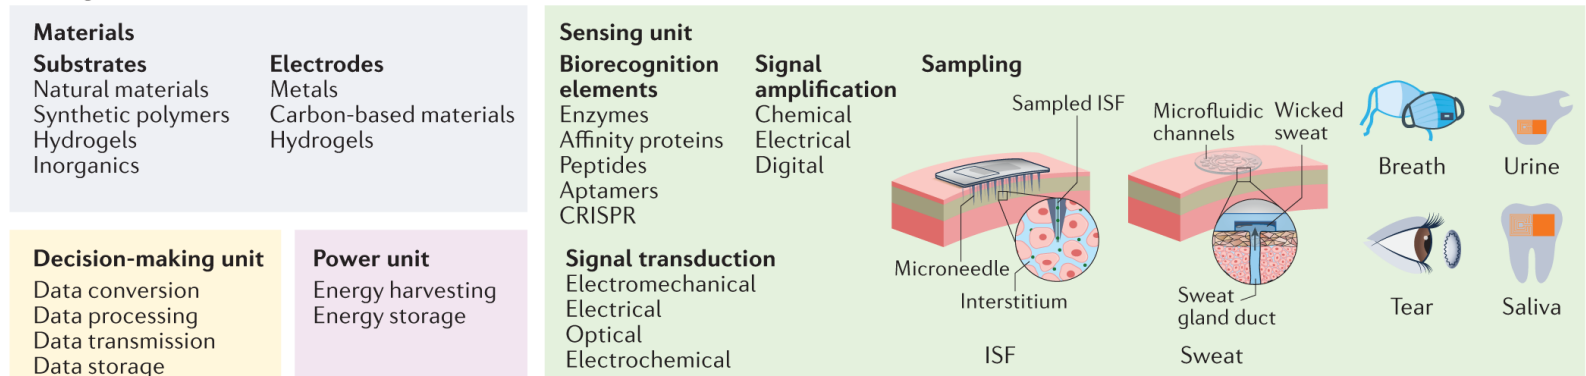 Materials
Substrates
Natural materials
Synthetic polymers
Hydrogels
Inorganics
Electrodes
Metals
Carbon-based materials
Hydrogels
Decision-making unit
Data conversion
Data processing
Data transmission
Data storage
Power unit
Energy harvesting
Energy storage
Sensing unit
Biorecognition
elements
Enzymes
Affinity proteins
Peptides
Aptamers
CRISPR
Signal
amplification
Chemical
Electrical
Digital
Signal transduction
Electromechanical
Electrical
Optical
Electrochemical
Sampling
Sampled ISF
Microneedle
Interstitium
ISF
Microfluidic
channels
Wicked
sweat
Sweat
gland duct
Sweat
Breath
Urine
Tear
Saliva